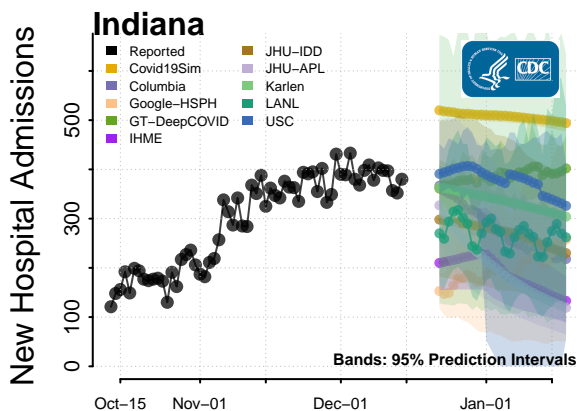 Indiana
New Hospital Admissions
Reported
Covid19Sim
Columbia
Google−HSPH
GT−DeepCOVID
IHME
JHU−IDD
JHU−APL
Karlen
LANL
USC
CDC
0
100
300
500
Bands: 95% Prediction Intervals
Oct−15
Nov−01
Dec−01
Jan−01